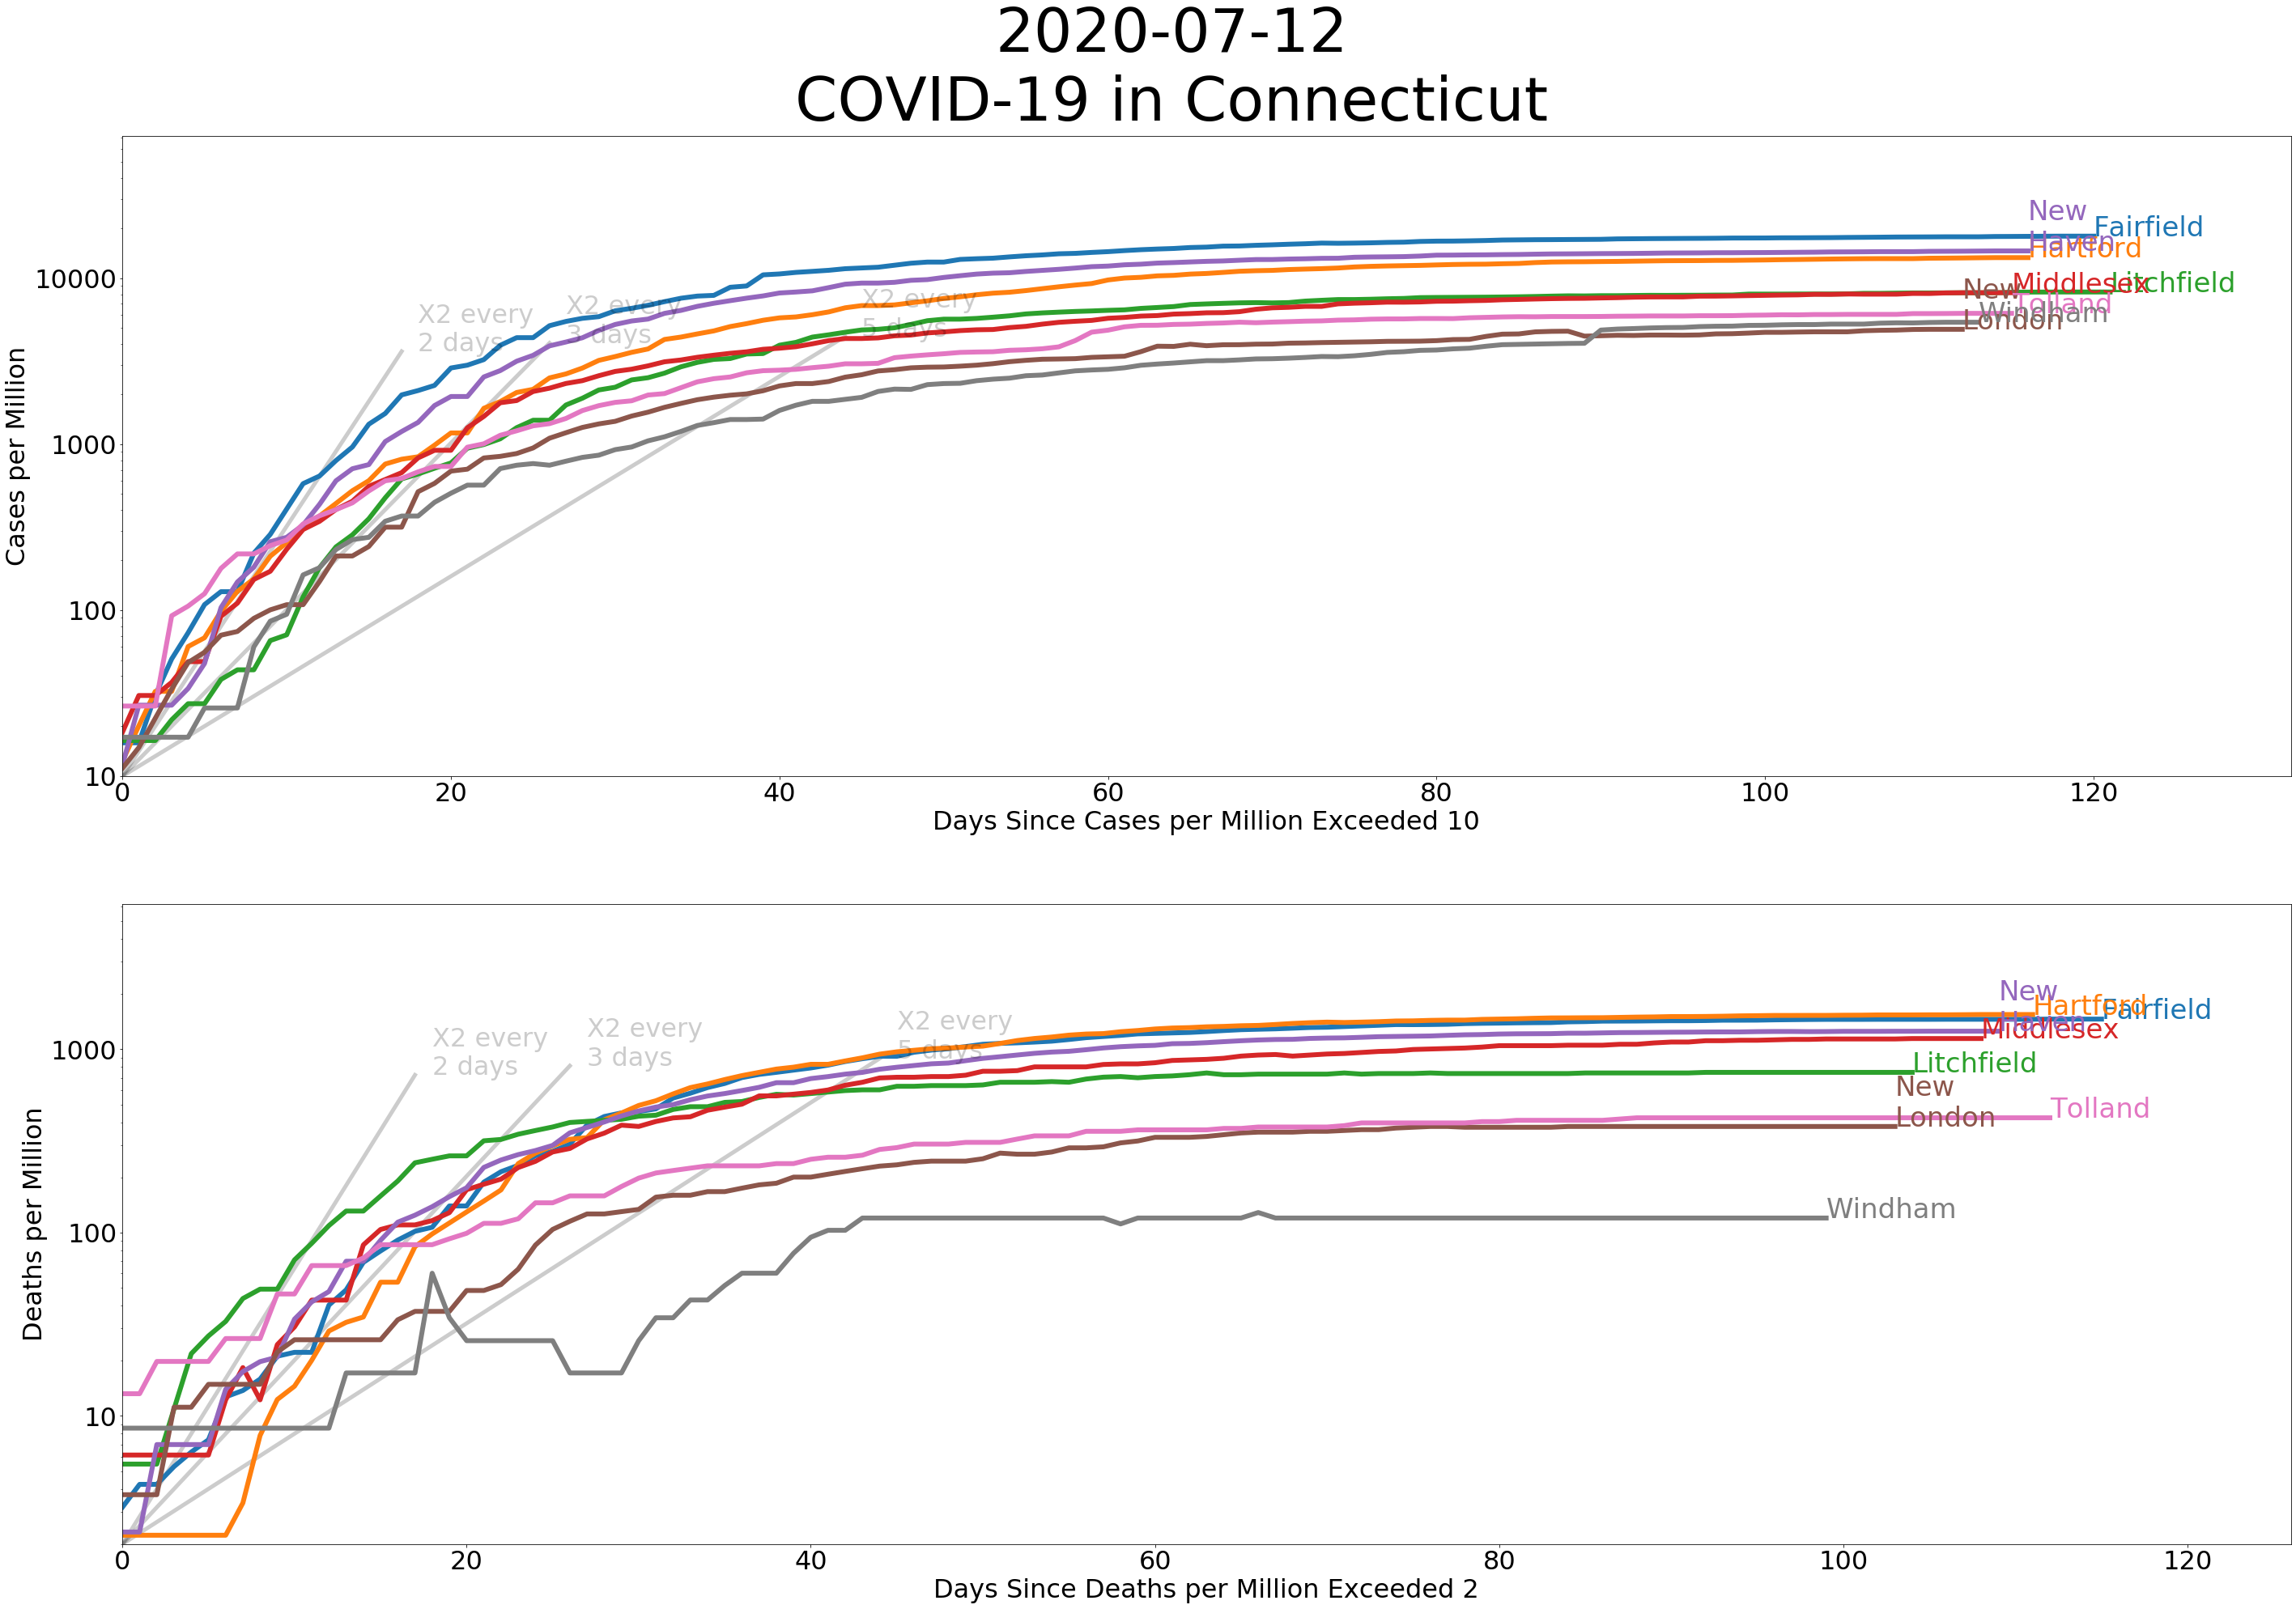 2020-07-12
COVID-19 in Connecticut
Cases per Million
10000
1000
100
10
X2 every
2 days
X2 every
3 days
X2 every
5 days
New
Haven
Fairfield
Hartford
Middlesex
Litchfield
New
London
Tolland
Windham
0
20
40
60
80
100
120
Days Since Cases per Million Exceeded 10
Deaths per Million
1000
100
10
X2 every
2 days
X2 every
3 days
X2 every
5 days
New
Haven
Hartford
Fairfield
Middlesex
Litchfield
New
London
Tolland
Windham
0
20
40
60
80
100
120
Days Since Deaths per Million Exceeded 2